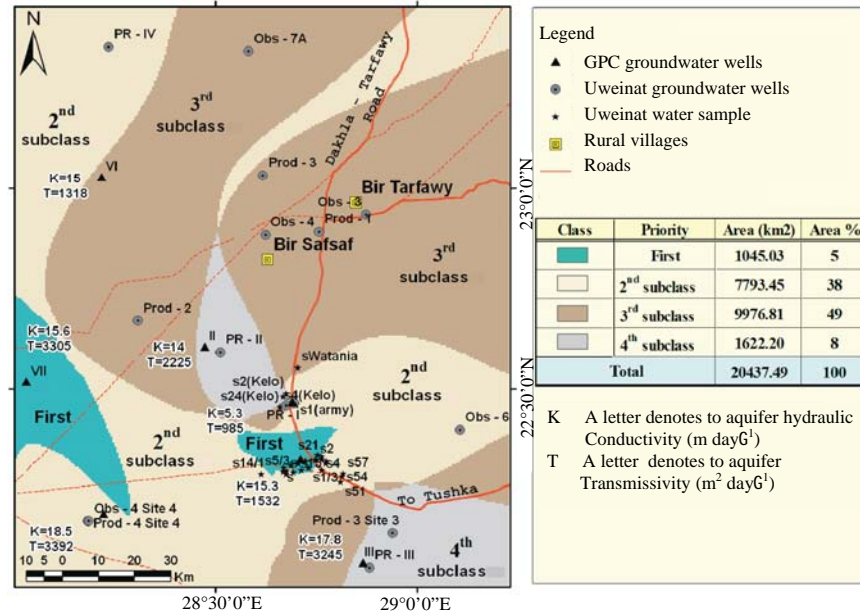 N
PR - IV
Obs - 7A
2nd
subclass
3rd
subclass
Dakhla - Tarfawy
Road
VI
K=15
T=1318
Prod - 3
Bir Tarfawy
Obs - 3
Prod - 1
Obs - 4
Bir Safsaf
3rd
subclass
Prod - 2
K=15.6
T=3305
VII
First
II
PR - II
K=14
T=2225
sWatania
s2(Kelo)
s24(Kelo)
s4(Kelo)
s1(army)
PR - I
K=5.3
T=985
2nd
subclass
Obs - 6
2nd
subclass
First
s21
s2
s14/1
s5/3
s4
s57
s
s1/31
s54
s51
K=15.3
T=1532
To Tushka
Obs - 4 Site 4
Prod - 4 Site 4
K=18.5
T=3392
Prod - 3 Site 3
K=17.8
T=3245
III
PR - III
4th
subclass
10 5 0 10 20 30
Km
28°30'0"E
29°0'0"E
23°0'0"N
22°30'0"N
Legend
GPC groundwater wells
Uweinat groundwater wells
Uweinat water sample
Rural villages
Roads
Class Priority Area (km2) Area %
First 1045.03 5
2nd subclass 7793.45 38
3rd subclass 9976.81 49
4th subclass 1622.20 8
Total 20437.49 100
K A letter denotes to aquifer hydraulic
Conductivity (m dayG¹)
T A letter denotes to aquifer
Transmissivity (m² dayG¹)